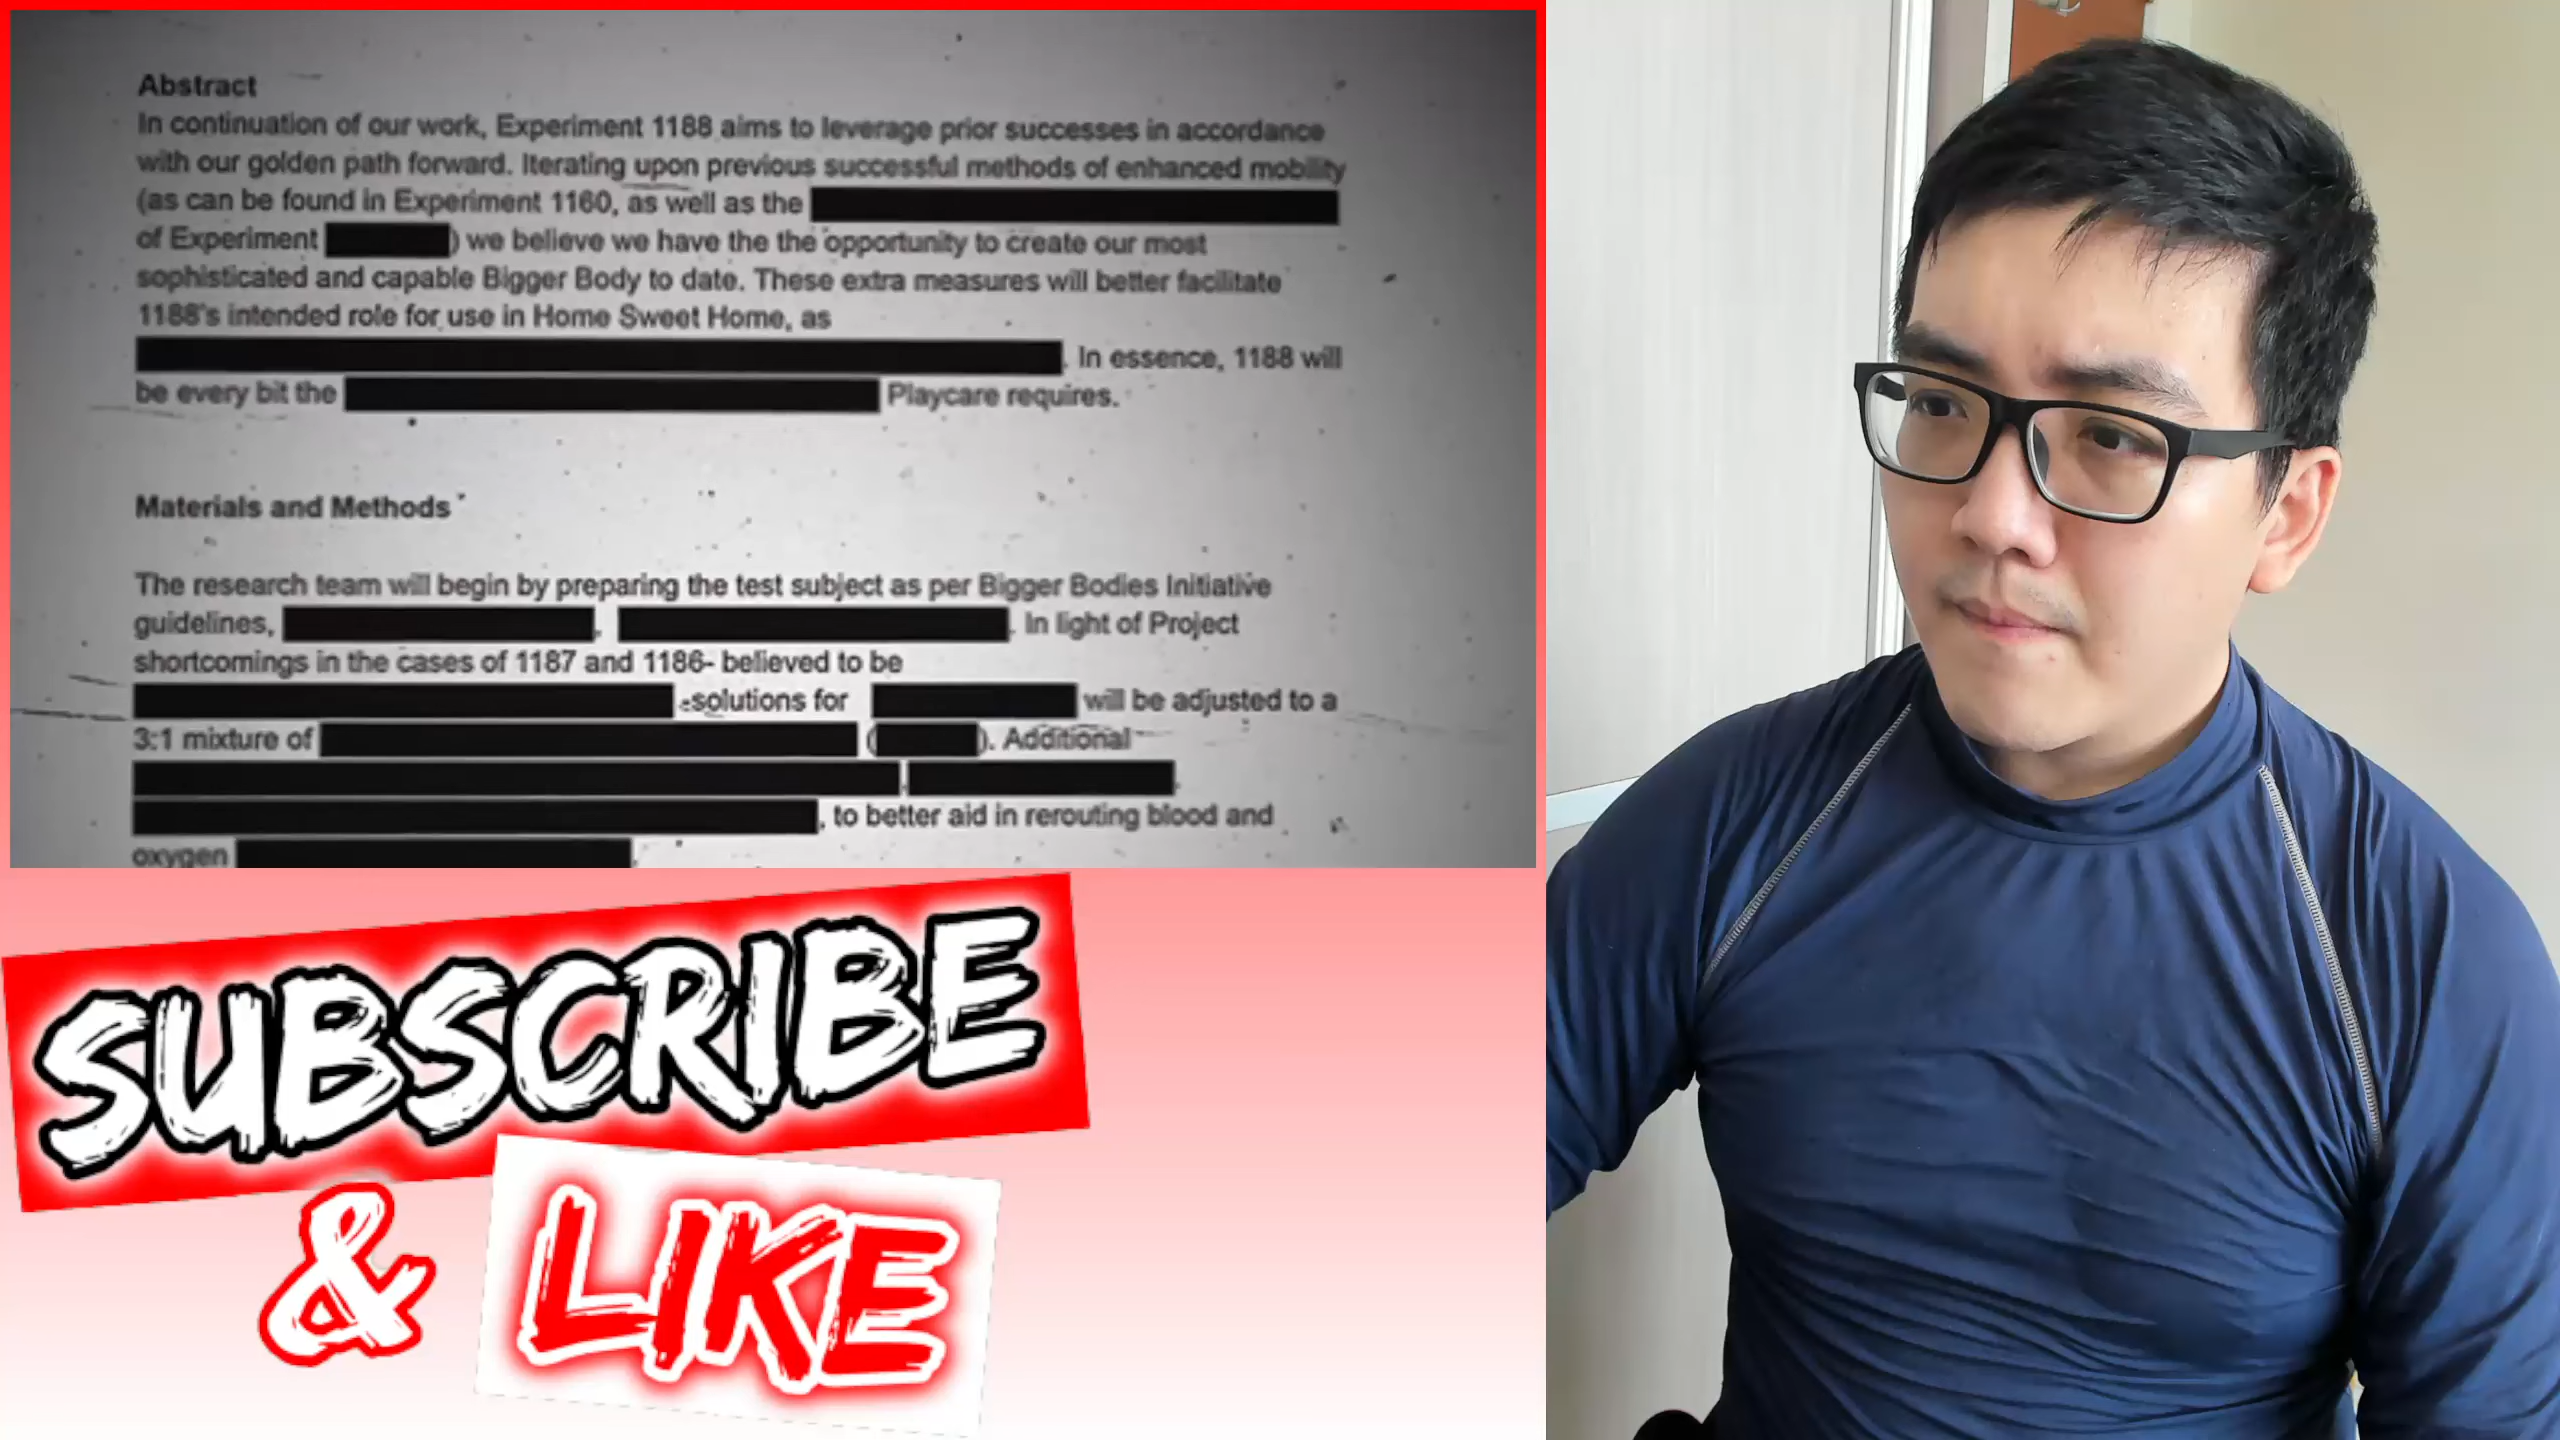 Abstract
In continuation of our work, Experiment 1188 aims to leverage prior successes in accordance
with our golden path forward. Iterating upon previous successful methods of enhanced mobility
(as can be found in Experiment 1160, as well as the
of Experiment ) we believe we have the the opportunity to create our most
sophisticated and capable Bigger Body to date. These extra measures will better facilitate
1188's intended role for use in Home Sweet Home, as
. In essence, 1188 will
be every bit the Playcare requires.
Materials and Methods
The research team will begin by preparing the test subject as per Bigger Bodies Initiative
guidelines, , . In light of Project
shortcomings in the cases of 1187 and 1186- believed to be
-solutions for will be adjusted to a
3:1 mixture of ( ). Additional
, .
, to better aid in rerouting blood and
oxygen .
SUBSCRIBE
&
LIKE